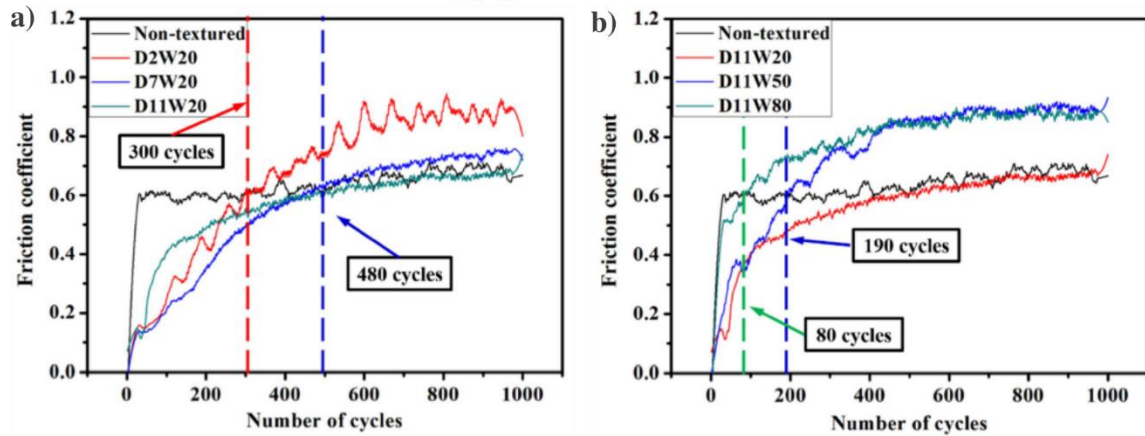 a)
1.2
1.0
0.8
0.6
0.4
0.2
0.0
Friction coefficient
Non-textured
D2W20
D7W20
D11W20
300 cycles
480 cycles
0
200
400
600
800
1000
Number of cycles
b)
1.2
1.0
0.8
0.6
0.4
0.2
0.0
Friction coefficient
Non-textured
D11W20
D11W50
D11W80
190 cycles
80 cycles
0
200
400
600
800
1000
Number of cycles